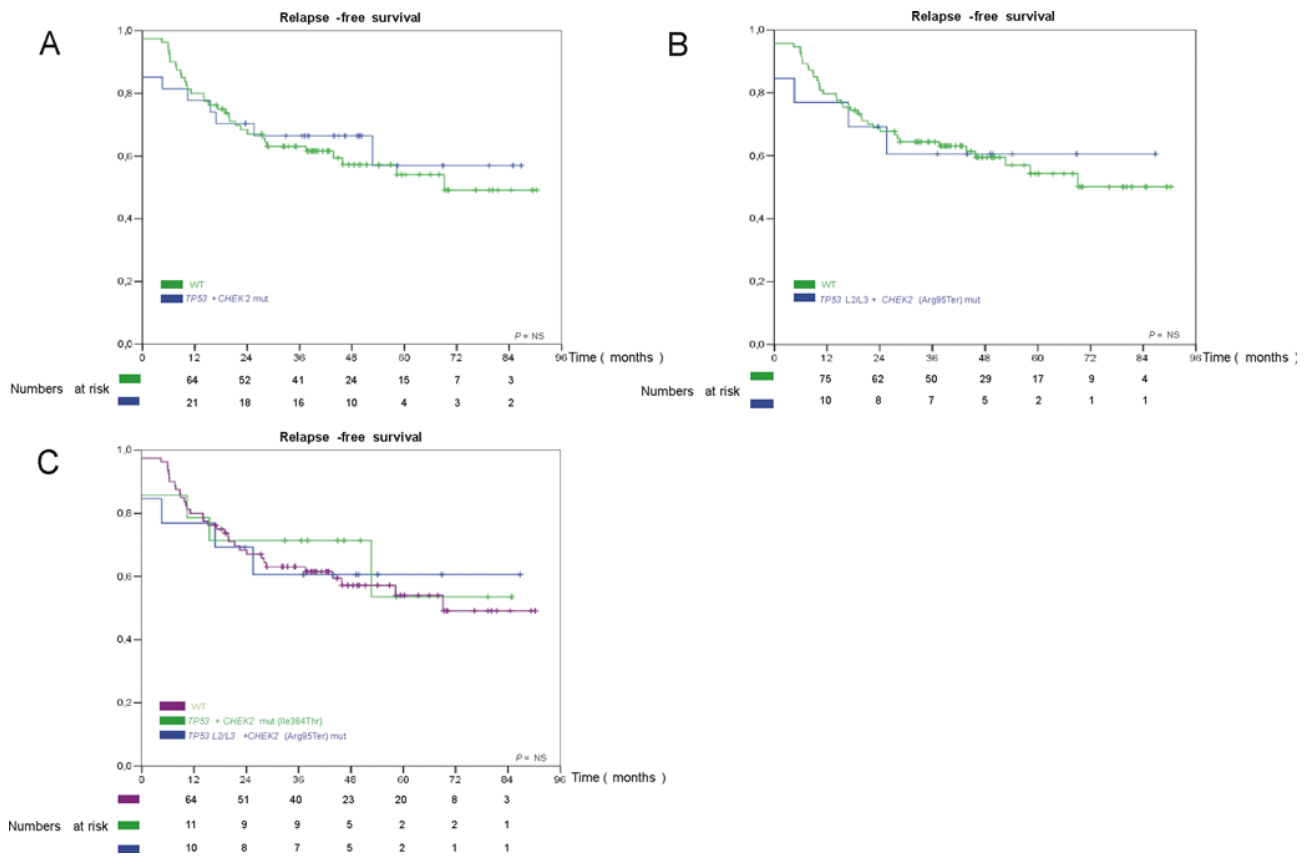 A
Relapse -free survival
1,0
0,8
0,6
0,4
0,2
0,0
WT
TP53 + CHEK2 mut
P = NS
0 12 24 36 48 60 72 84 96 Time ( months )
Numbers at risk
64 52 41 24 15 7 3
21 18 16 10 4 3 2
B
Relapse -free survival
1,0
0,8
0,6
0,4
0,2
0,0
WT
TP53 L2/L3 + CHEK2 (Arg95Ter) mut
P = NS
0 12 24 36 48 60 72 84 96 Time ( months )
Numbers at risk
75 62 50 29 17 9 4
10 8 7 5 2 1 1
C
Relapse -free survival
1,0
0,8
0,6
0,4
0,2
0,0
WT
TP53 + CHEK2 mut (Ile364Thr)
TP53 L2/L3 +CHEK2 (Arg95Ter) mut
P = NS
0 12 24 36 48 60 72 84 96 Time ( months )
Numbers at risk
64 51 40 23 20 8 3
11 9 9 5 2 2 1
10 8 7 5 2 1 1